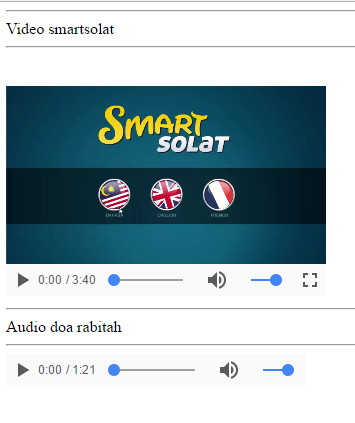 Video smartsolat
SMART
SOLAT
BAHASA ENGLISH FRENCH
0:00 / 3:40
Audio doa rabitah
0:00 / 1:21